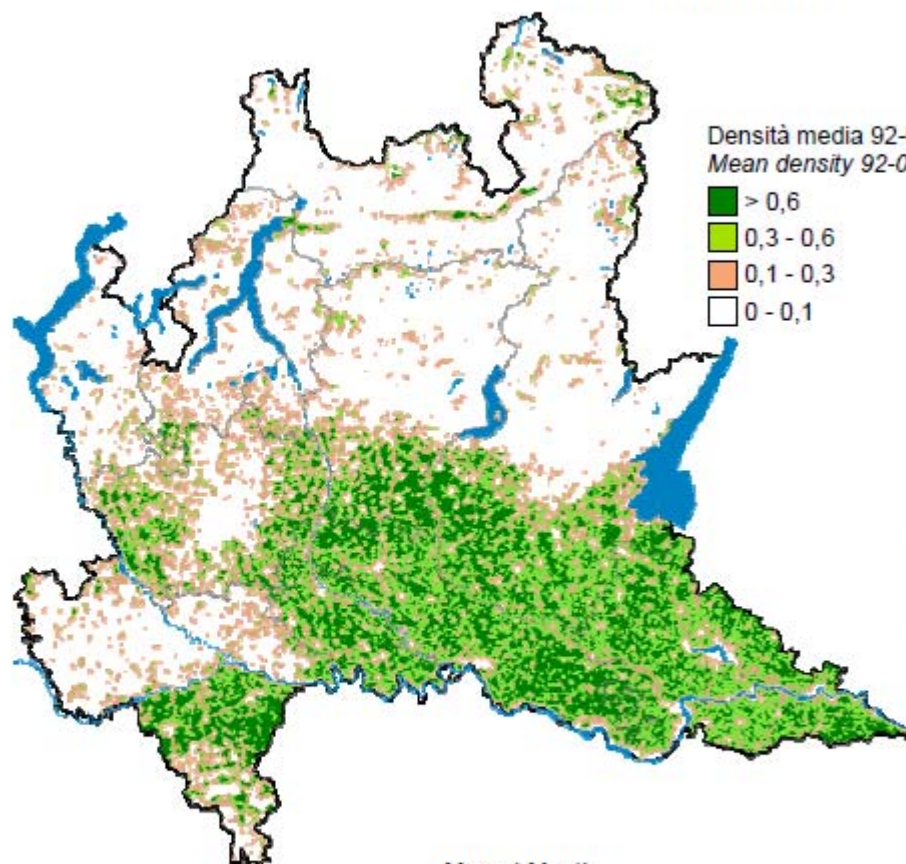 Densità media 92-
Mean density 92-0
> 0,6
0,3 - 0,6
0,1 - 0,3
0 - 0,1